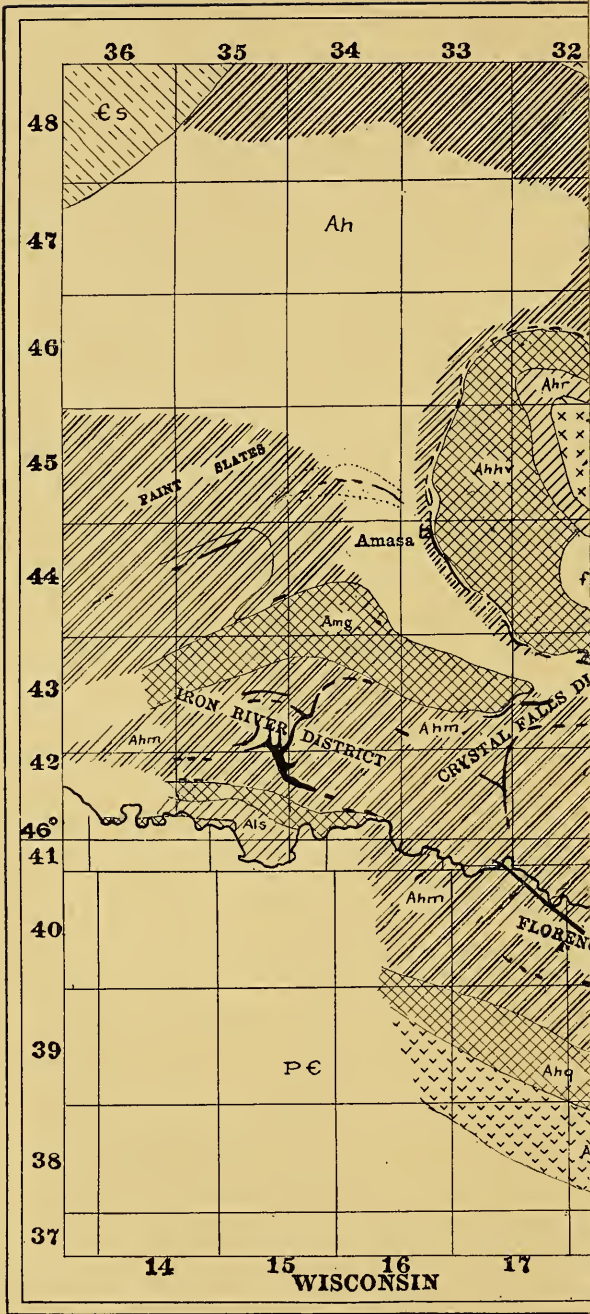 36 35 34 33 32
48
Єs
47
Ah
46
Ahr
45
PAINT SLATES
Ahhv
Amasa
44
f
Amg
43
IRON RIVER DISTRICT
Ahm
CRYSTAL FALLS DI
Ahm
42
46°
Als
41
Ahm
40
FLORENC
39
PЄ
Ahq
38
A
37
14 15 16 17
WISCONSIN